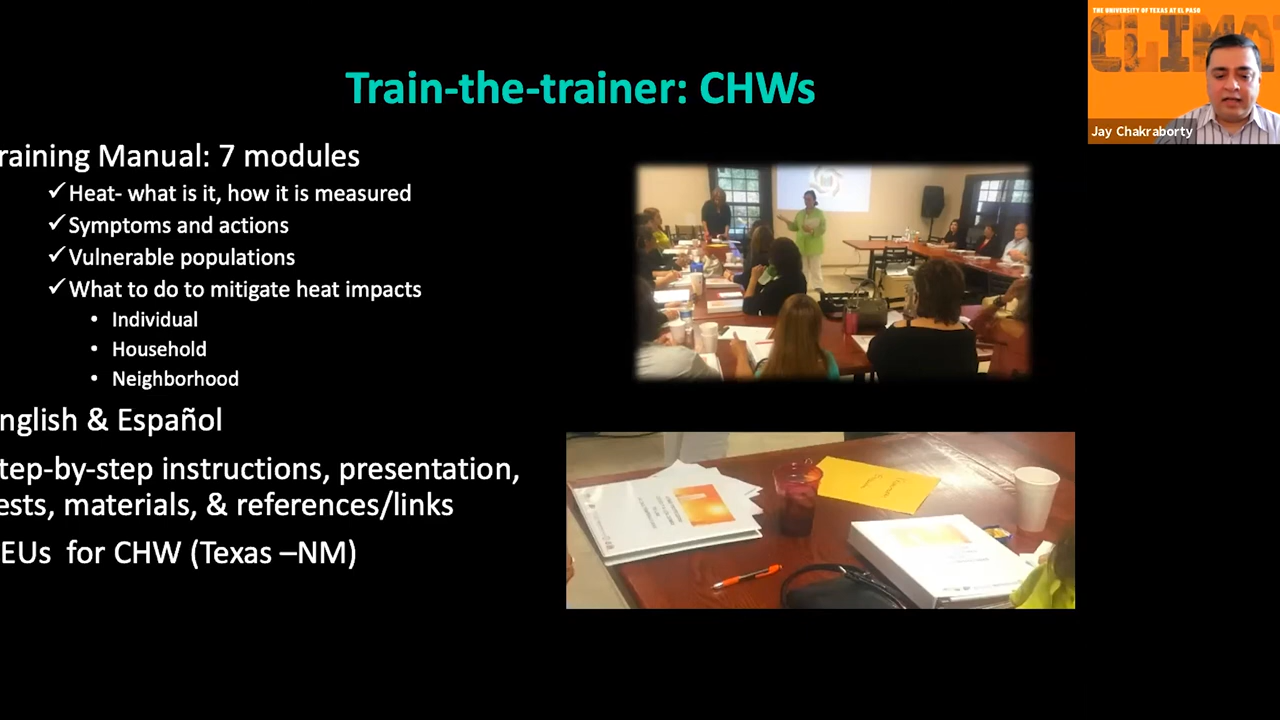 Train-the-trainer: CHWs
raining Manual: 7 modules
✓Heat- what is it, how it is measured
✓Symptoms and actions
✓Vulnerable populations
✓What to do to mitigate heat impacts
• Individual
• Household
• Neighborhood
nglish & Español
tep-by-step instructions, presentation,
ests, materials, & references/links
EUs for CHW (Texas –NM)
THE UNIVERSITY OF TEXAS AT EL PASO
CLIMA
Jay Chakraborty